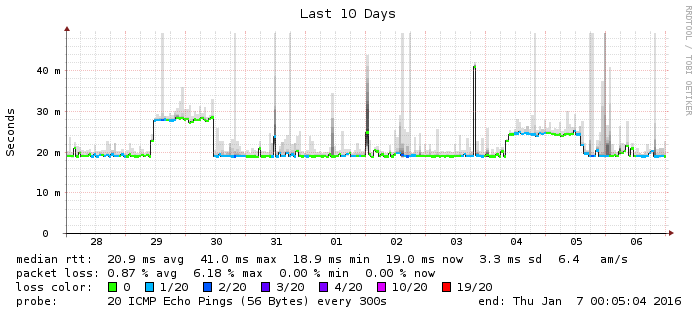 Last 10 Days
RRDTOOL / TOBI OETIKER
Seconds
40 m
30 m
20 m
10 m
0
28 29 30 31 01 02 03 04 05 06
median rtt: 20.9 ms avg 41.0 ms max 18.9 ms min 19.0 ms now 3.3 ms sd 6.4 am/s
packet loss: 0.87 % avg 6.18 % max 0.00 % min 0.00 % now
loss color: 0 1/20 2/20 3/20 4/20 10/20 19/20
probe: 20 ICMP Echo Pings (56 Bytes) every 300s end: Thu Jan 7 00:05:04 2016